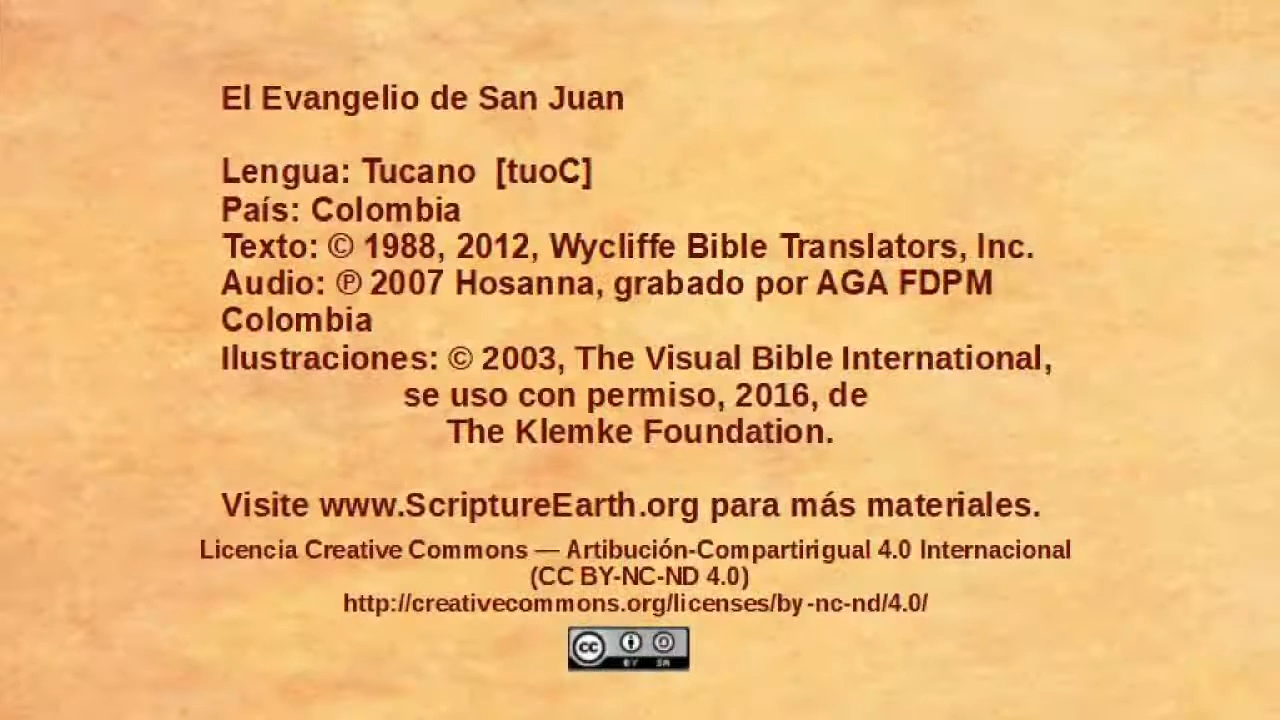 El Evangelio de San Juan
Lengua: Tucano [tuoC]
País: Colombia
Texto: © 1988, 2012, Wycliffe Bible Translators, Inc.
Audio: ℗ 2007 Hosanna, grabado por AGA FDPM
Colombia
Ilustraciones: © 2003, The Visual Bible International,
se uso con permiso, 2016, de
The Klemke Foundation.
Visite www.ScriptureEarth.org para más materiales.
Licencia Creative Commons — Artibución-Compartirigual 4.0 Internacional
(CC BY-NC-ND 4.0)
http://creativecommons.org/licenses/by-nc-nd/4.0/
cc BY SA